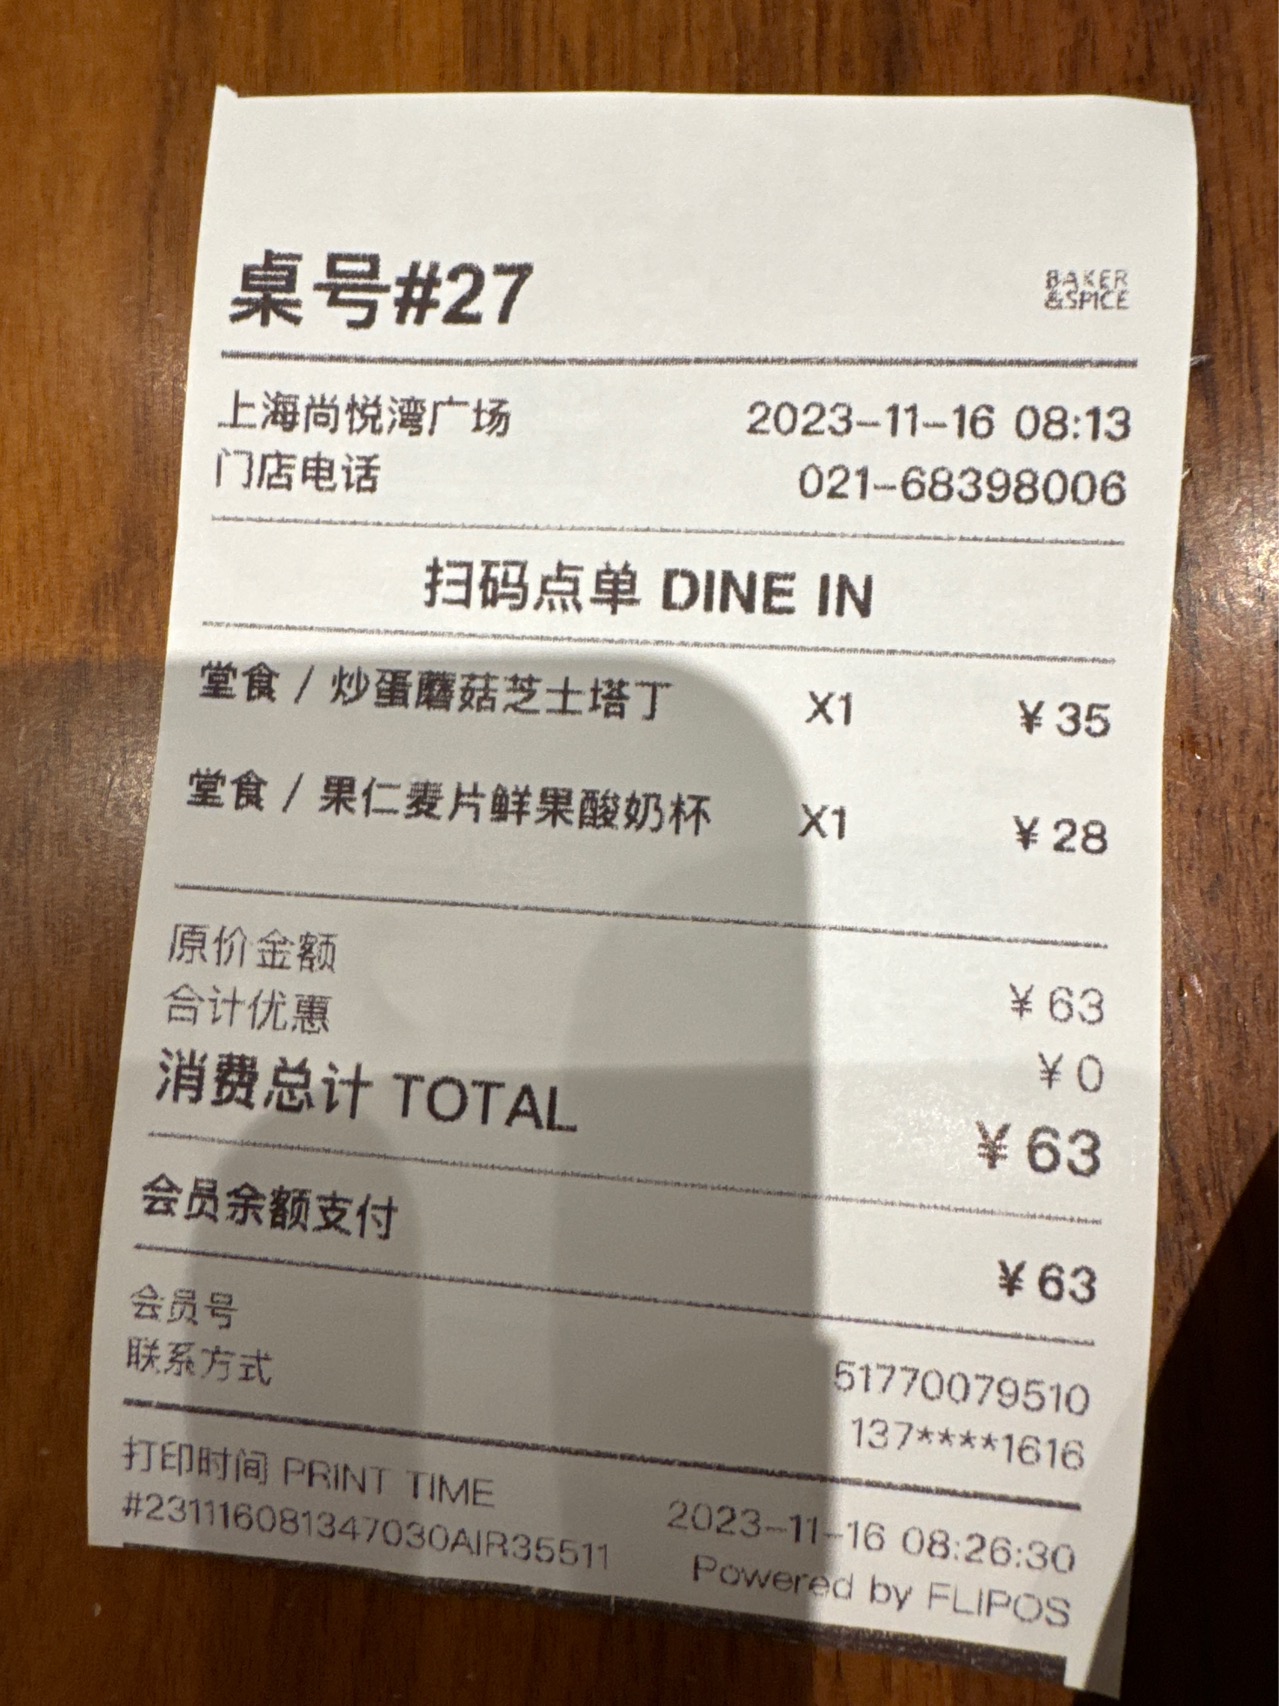 桌号#27
BAKER
&SPICE
上海尚悦湾广场 2023-11-16 08:13
门店电话 021-68398006
扫码点单 DINE IN
堂食 / 炒蛋蘑菇芝士塔丁 X1 ¥35
堂食 / 果仁麦片鲜果酸奶杯 X1 ¥28
原价金额 ¥63
合计优惠 ¥0
消费总计 TOTAL ¥63
会员余额支付 ¥63
会员号 51770079510
联系方式 137****1616
打印时间 PRINT TIME 2023-11-16 08:26:30
#231116081347030AIR35511 Powered by FLIPOS